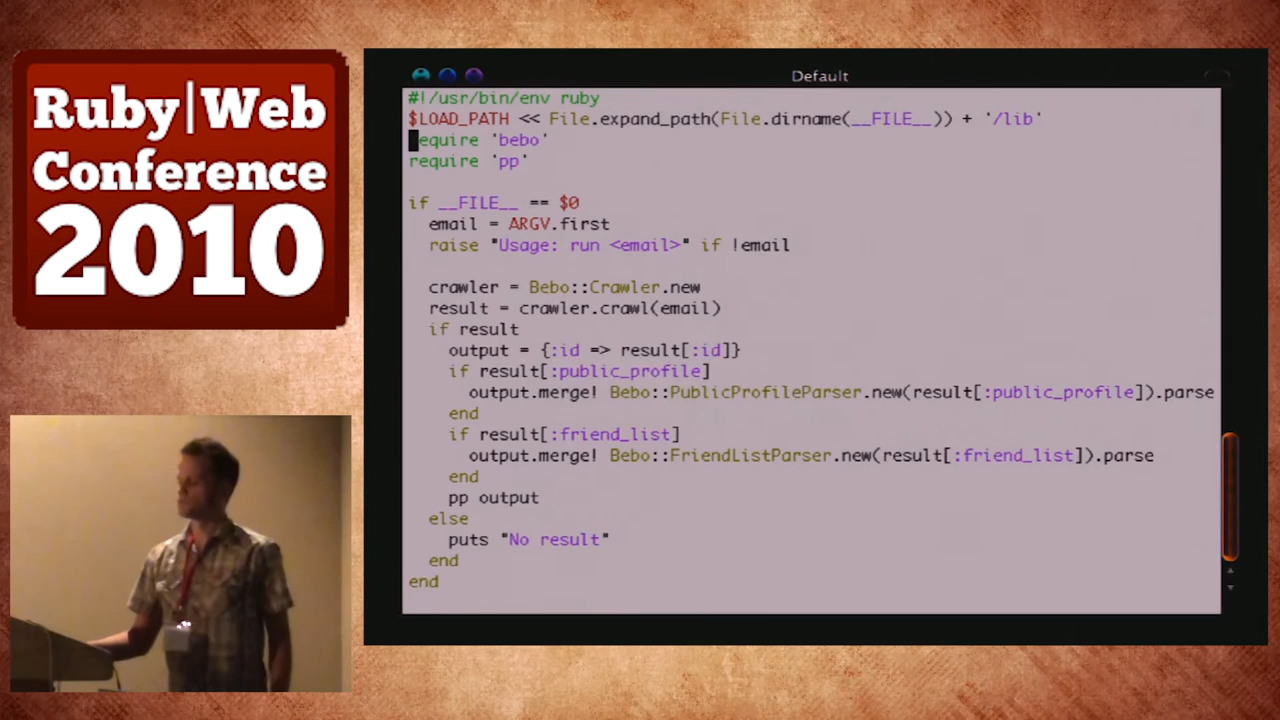 Ruby|Web
Conference
2010
Default
#!/usr/bin/env ruby
$LOAD_PATH << File.expand_path(File.dirname(__FILE__)) + '/lib'
require 'bebo'
require 'pp'
if __FILE__ == $0
  email = ARGV.first
  raise "Usage: run <email>" if !email
  crawler = Bebo::Crawler.new
  result = crawler.crawl(email)
  if result
    output = {:id => result[:id]}
    if result[:public_profile]
      output.merge! Bebo::PublicProfileParser.new(result[:public_profile]).parse
    end
    if result[:friend_list]
      output.merge! Bebo::FriendListParser.new(result[:friend_list]).parse
    end
    pp output
  else
    puts "No result"
  end
end